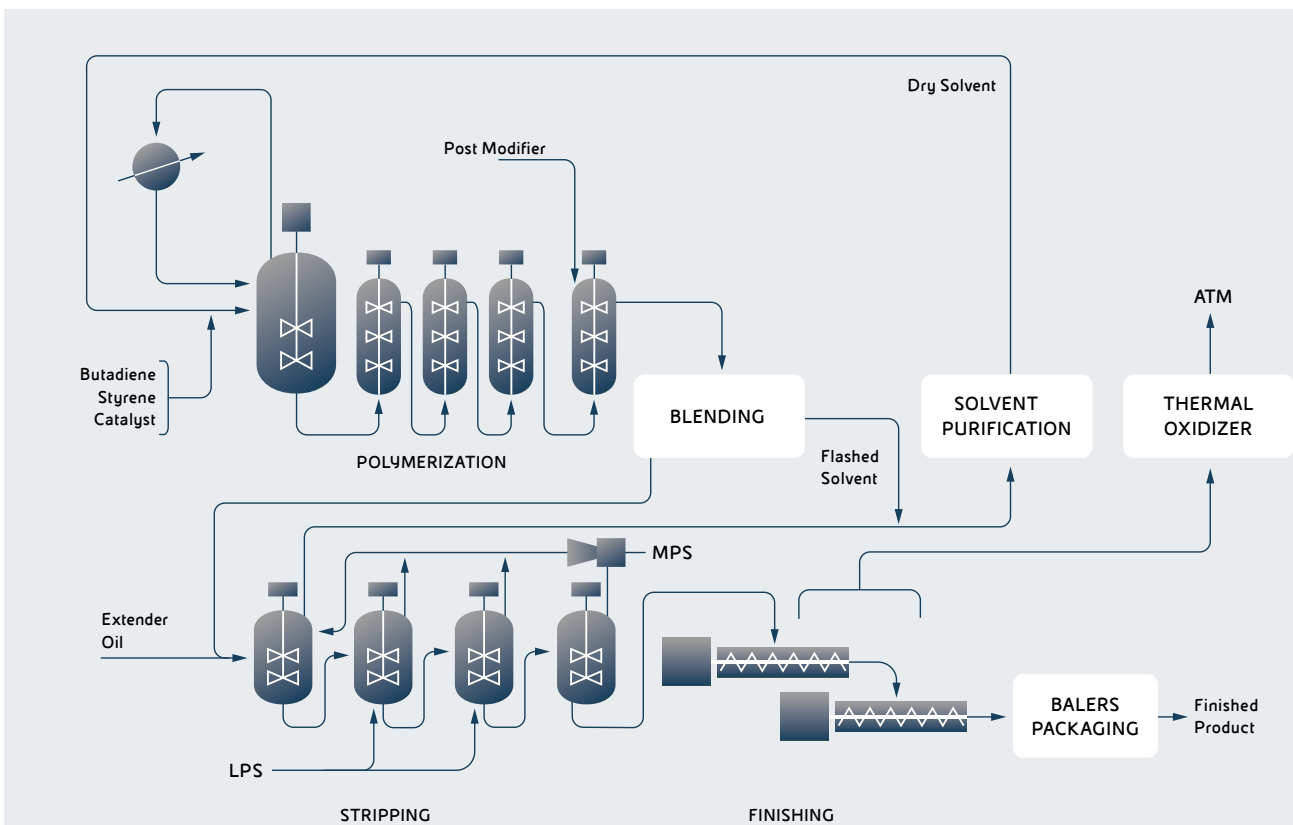 Dry Solvent
Post Modifier
ATM
Butadiene
Styrene
Catalyst
BLENDING
SOLVENT
PURIFICATION
THERMAL
OXIDIZER
POLYMERIZATION
Flashed
Solvent
MPS
Extender
Oil
BALERS
PACKAGING
Finished
Product
LPS
STRIPPING
FINISHING